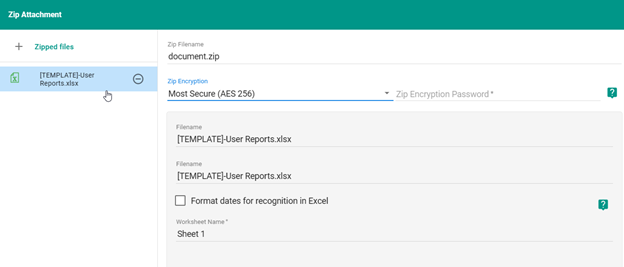 Zip Attachment
Zipped files
[TEMPLATE]-User
Reports.xlsx
Zip Filename
document.zip
Zip Encryption
Most Secure (AES 256)
Zip Encryption Password *
?
Filename
[TEMPLATE]-User Reports.xlsx
Filename
[TEMPLATE]-User Reports.xlsx
Format dates for recognition in Excel
?
Worksheet Name *
Sheet 1